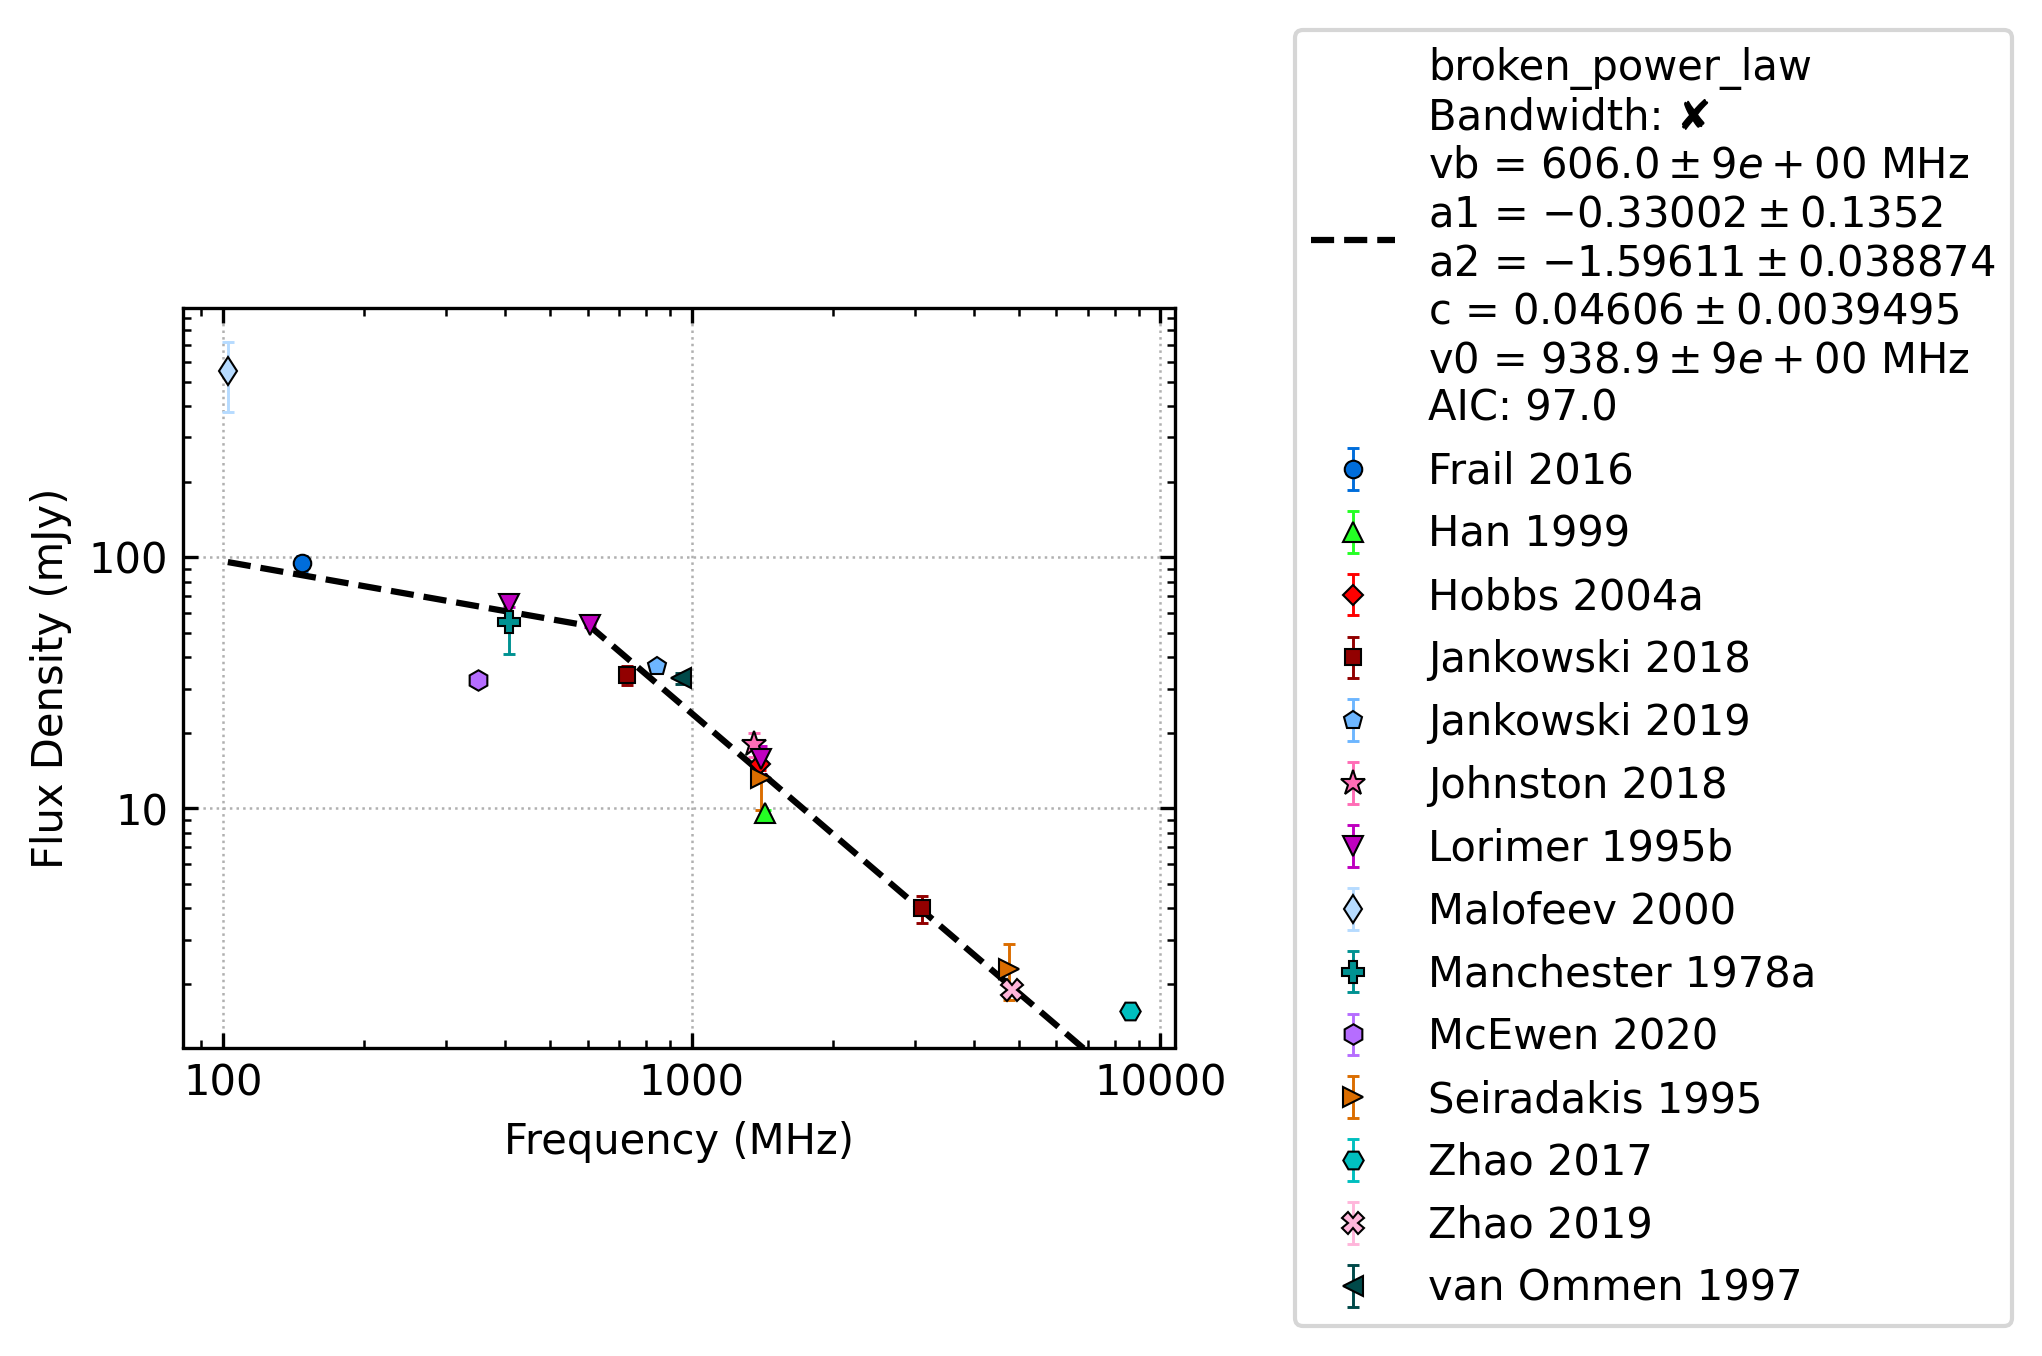 broken_power_law
Bandwidth: ✘
vb = 606.0 ± 9e + 00 MHz
a1 = −0.33002 ± 0.1352
a2 = −1.59611 ± 0.038874
c = 0.04606 ± 0.0039495
v0 = 938.9 ± 9e + 00 MHz
AIC: 97.0
Frail 2016
Han 1999
Hobbs 2004a
Jankowski 2018
Jankowski 2019
Johnston 2018
Lorimer 1995b
Malofeev 2000
Manchester 1978a
McEwen 2020
Seiradakis 1995
Zhao 2017
Zhao 2019
van Ommen 1997
Flux Density (mJy)
100
10
100
1000
10000
Frequency (MHz)